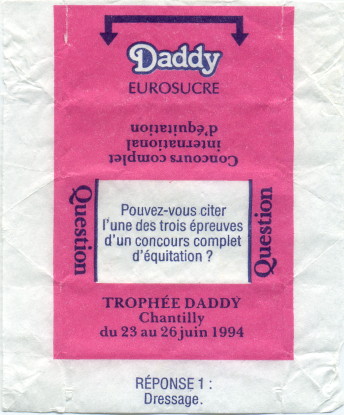 Daddy
EUROSUCRE
Concours complet
international
d'équitation
Question
Pouvez-vous citer
l'une des trois épreuves
d'un concours complet
d'équitation ?
Question
TROPHÉE DADDY
Chantilly
du 23 au 26 juin 1994
RÉPONSE 1 :
Dressage.